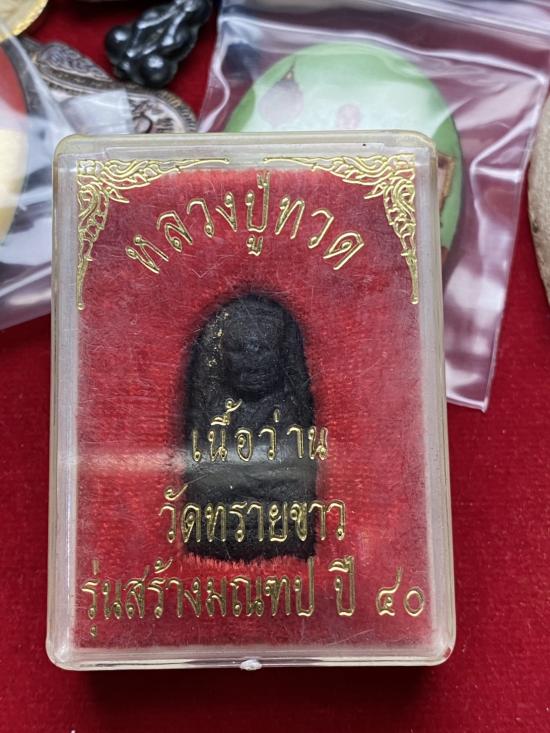 หลวงปู่ทวด
เนื้อว่าน
วัดทรายขาว
รุ่นสร้างมณฑป ปี ๔๐